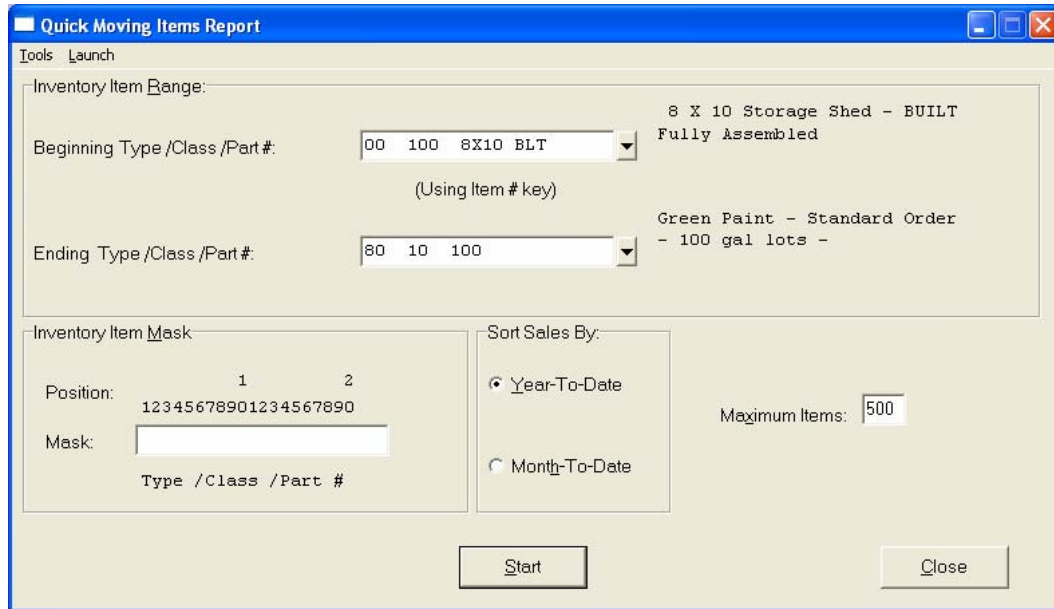 Quick Moving Items Report
Tools Launch
Inventory Item Range:
Beginning Type /Class /Part #:
00 100 8X10 BLT
8 X 10 Storage Shed - BUILT
Fully Assembled
(Using Item # key)
Ending Type /Class /Part #:
80 10 100
Green Paint - Standard Order
- 100 gal lots -
Inventory Item Mask
Position:
1 2
12345678901234567890
Mask:
Type /Class /Part #
Sort Sales By:
Year-To-Date
Month-To-Date
Maximum Items: 500
Start
Close